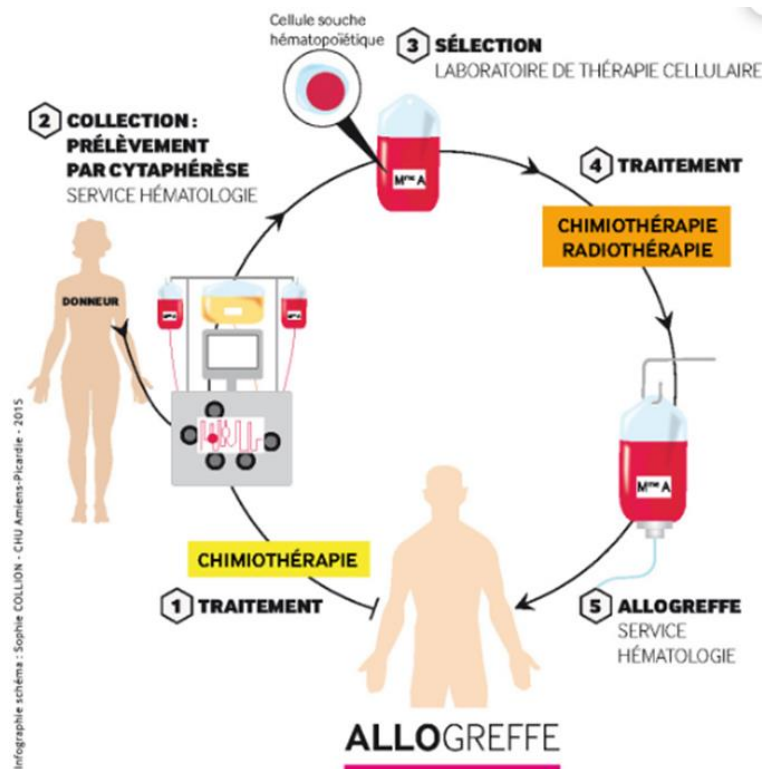 Cellule souche
hématopoïétique
3 SÉLECTION
LABORATOIRE DE THÉRAPIE CELLULAIRE
2 COLLECTION :
PRÉLÈVEMENT
PAR CYTAPHÉRÈSE
SERVICE HÉMATOLOGIE
Mme A
4 TRAITEMENT
CHIMIOTHÉRAPIE
RADIOTHÉRAPIE
DONNEUR
Mme A
Mme A
Mme A
CHIMIOTHÉRAPIE
1 TRAITEMENT
5 ALLOGREFFE
SERVICE
HÉMATOLOGIE
ALLOGREFFE
Infographie schéma : Sophie COLLION - CHU Amiens-Picardie - 2015